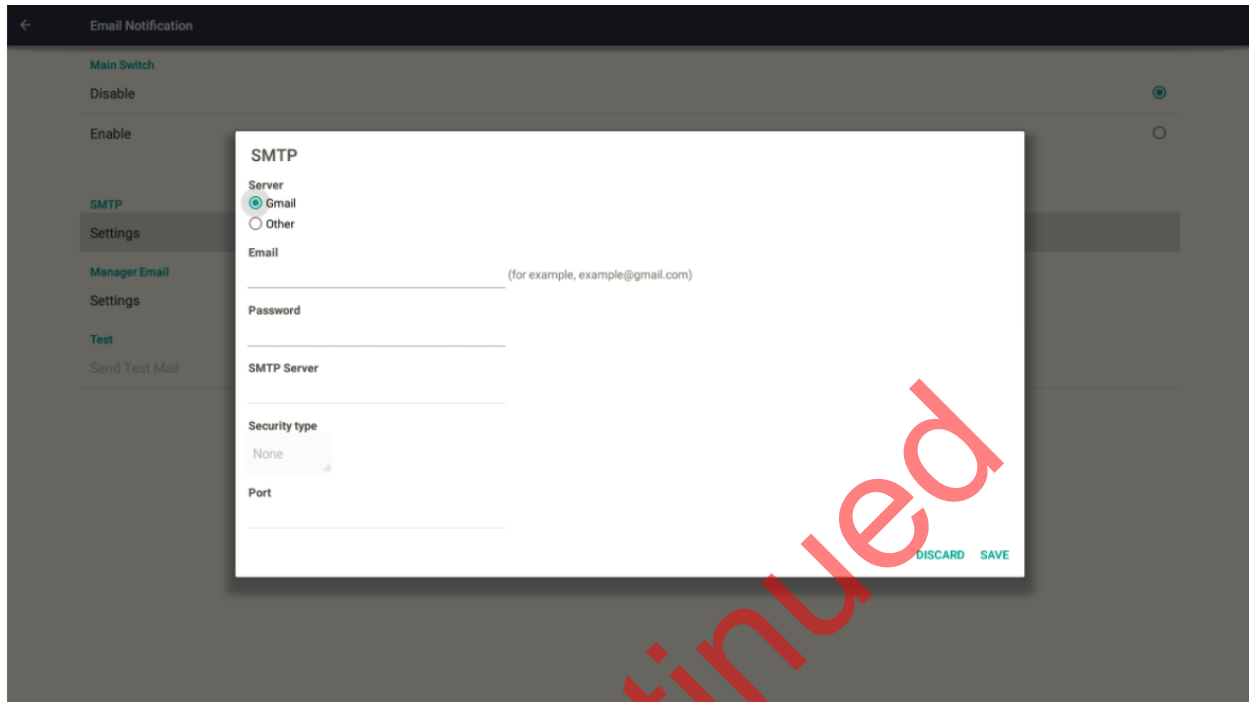 Email Notification
Main Switch
Disable
Enable
SMTP
Settings
Manager Email
Settings
Test
Send Test Mail
SMTP
Server
Gmail
Other
Email
(for example, example@gmail.com)
Password
SMTP Server
Security type
None
Port
DISCARD SAVE
tinued